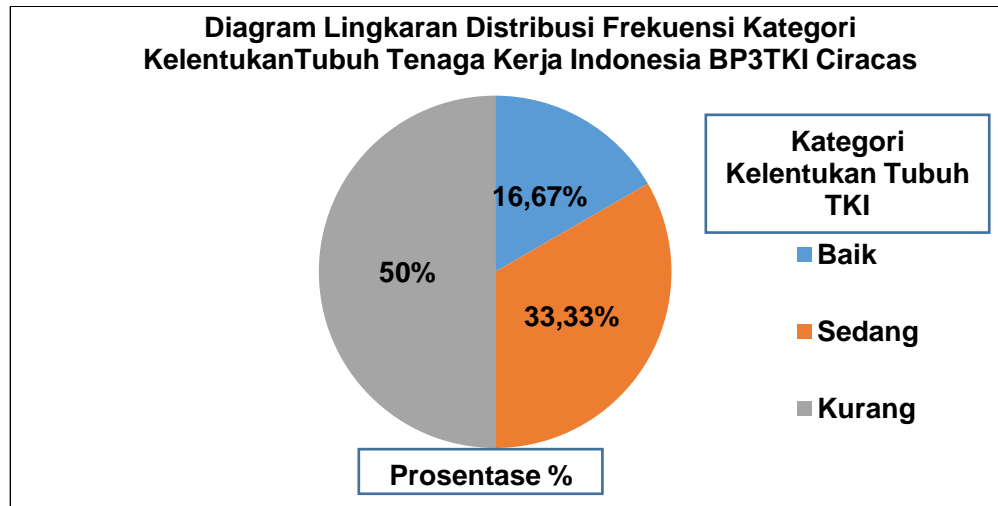 Diagram Lingkaran Distribusi Frekuensi Kategori
KelentukanTubuh Tenaga Kerja Indonesia BP3TKI Ciracas
16,67%
50%
33,33%
Kategori
Kelentukan Tubuh
TKI
Baik
Sedang
Kurang
Prosentase %